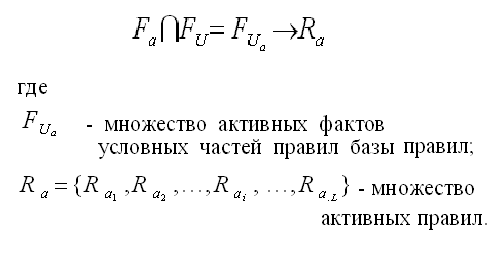 F_a ⋂ F_U = F_{U_a} → R_a
где
F_{U_a} - множество активных фактов
условных частей правил базы правил;
R_a = {R_{a_1} , R_{a_2} , ..., R_{a_i} , ..., R_{a_L} } - множество
активных правил.